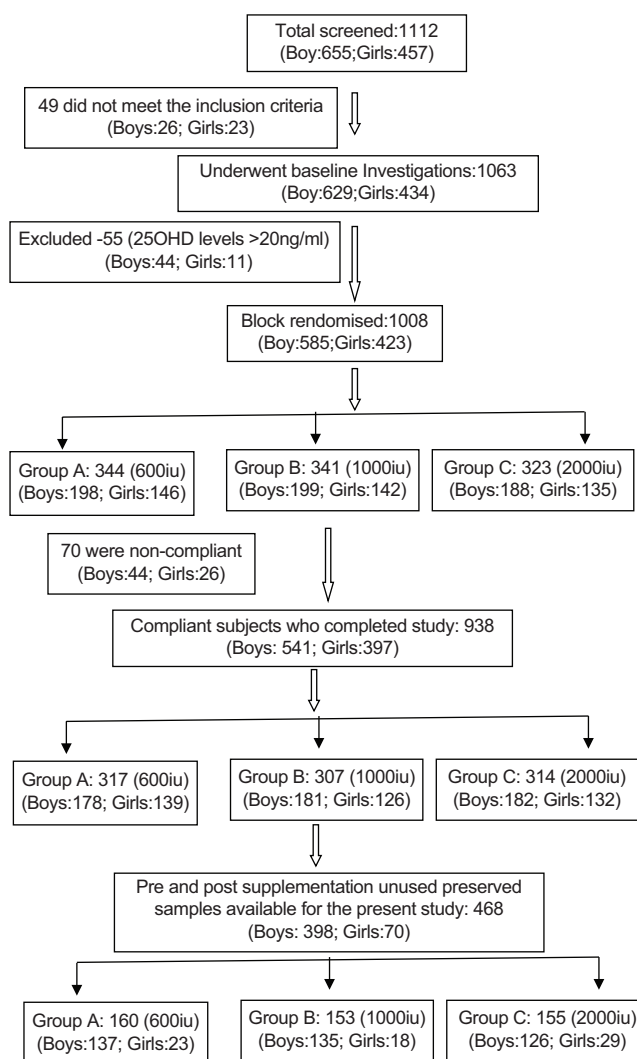 Total screened:1112
(Boy:655;Girls:457)
49 did not meet the inclusion criteria
(Boys:26; Girls:23)
Underwent baseline Investigations:1063
(Boy:629;Girls:434)
Excluded -55 (25OHD levels >20ng/ml)
(Boys:44; Girls:11)
Block rendomised:1008
(Boy:585;Girls:423)
Group A: 344 (600iu)
(Boys:198; Girls:146)
Group B: 341 (1000iu)
(Boys:199; Girls:142)
Group C: 323 (2000iu)
(Boys:188; Girls:135)
70 were non-compliant
(Boys:44; Girls:26)
Compliant subjects who completed study: 938
(Boys: 541; Girls:397)
Group A: 317 (600iu)
(Boys:178; Girls:139)
Group B: 307 (1000iu)
(Boys:181; Girls:126)
Group C: 314 (2000iu)
(Boys:182; Girls:132)
Pre and post supplementation unused preserved
samples available for the present study: 468
(Boys: 398; Girls:70)
Group A: 160 (600iu)
(Boys:137; Girls:23)
Group B: 153 (1000iu)
(Boys:135; Girls:18)
Group C: 155 (2000iu)
(Boys:126; Girls:29)